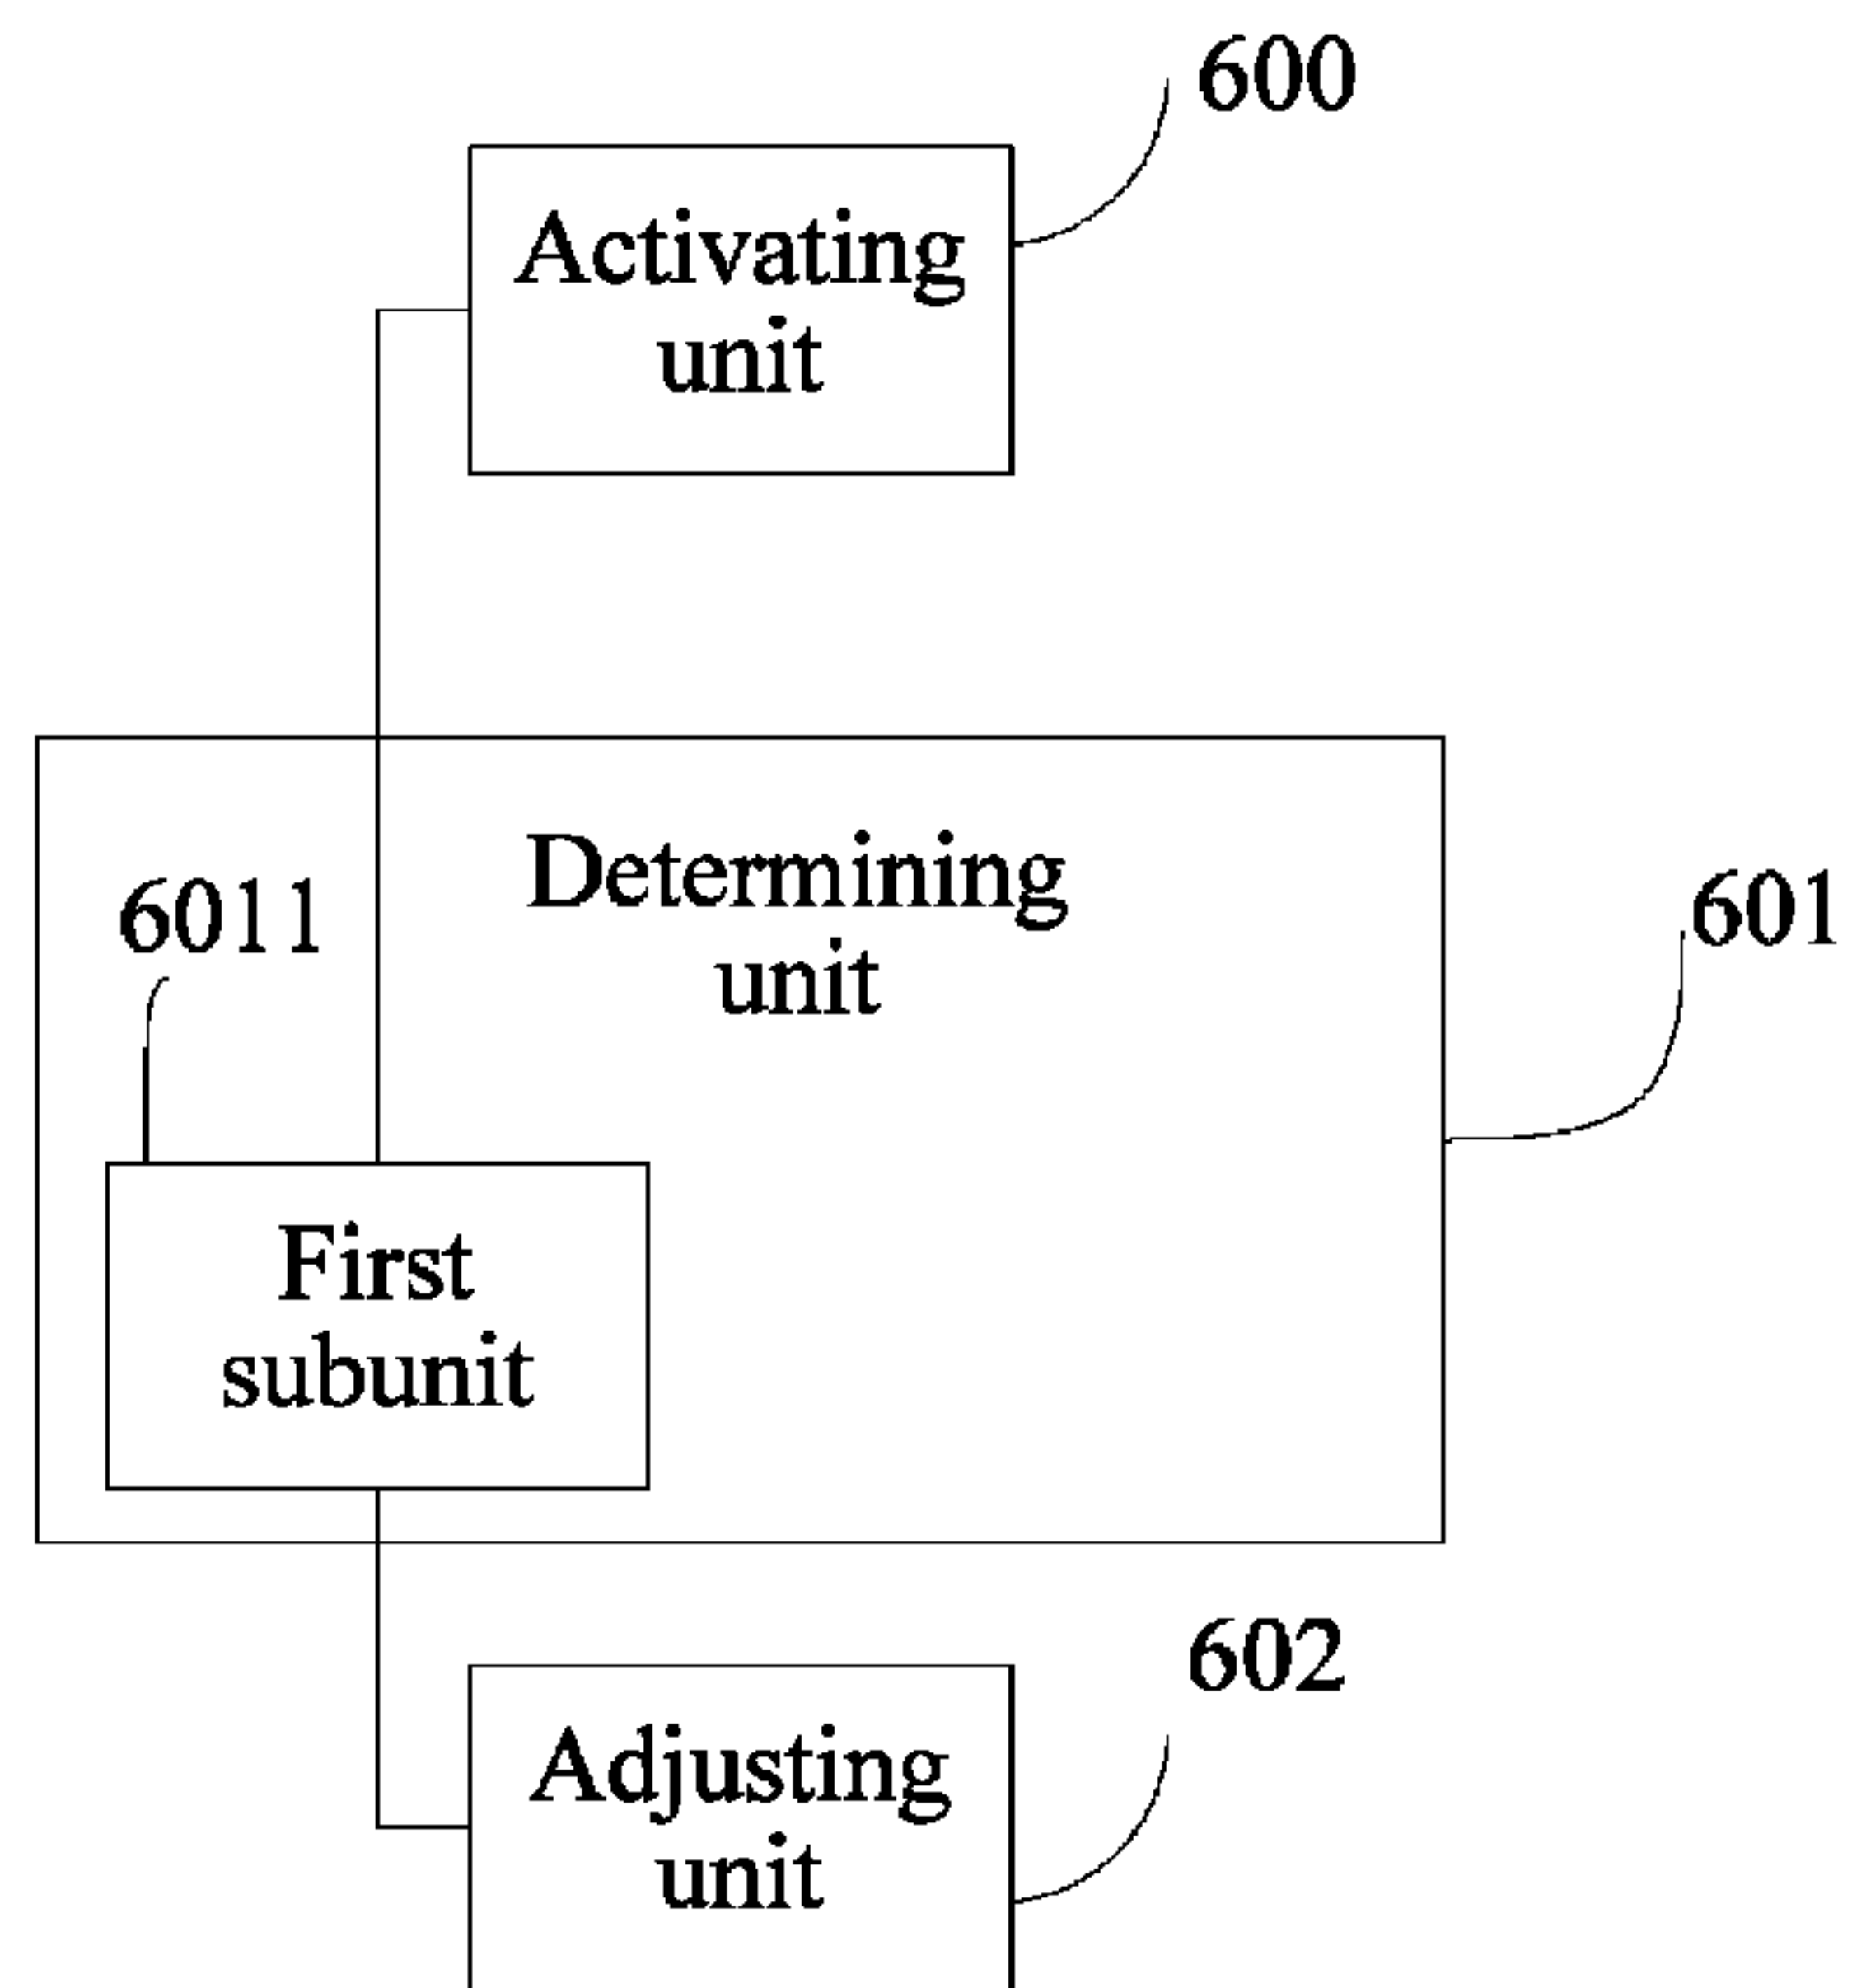 600
Activating
unit
Determining
unit
6011
601
First
subunit
602
Adjusting
unit